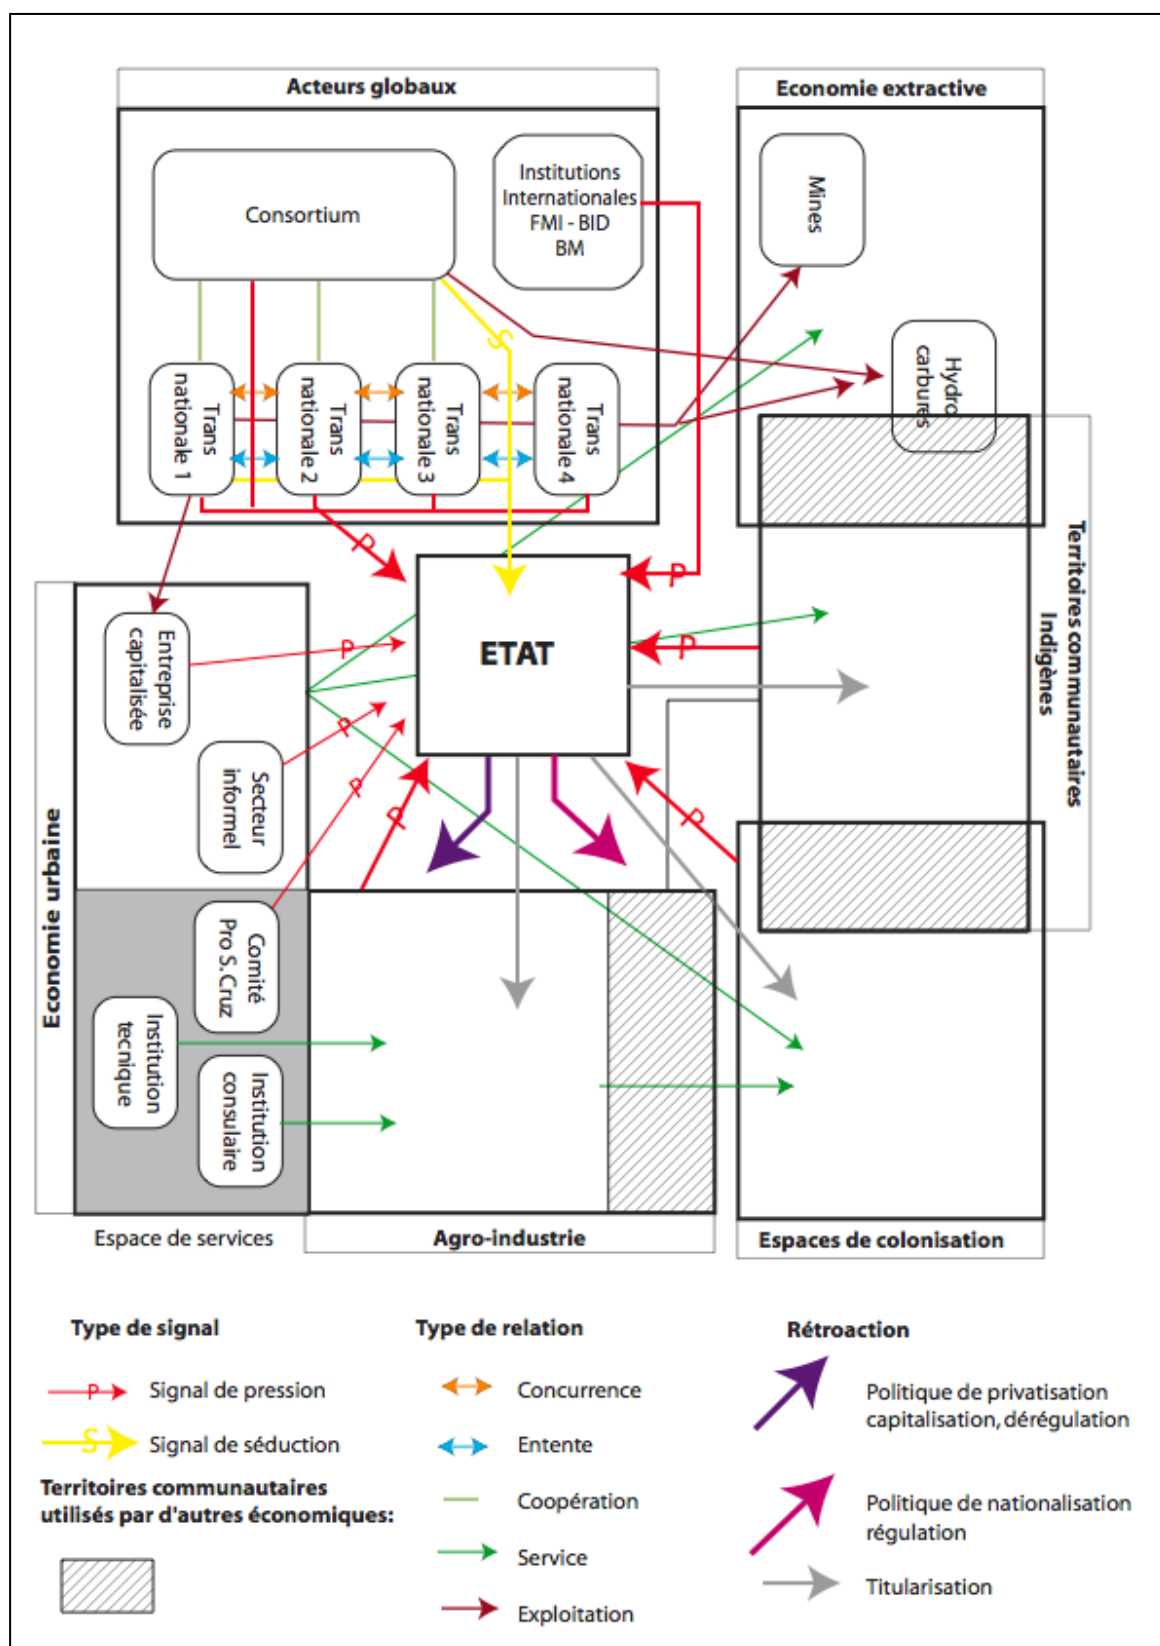 Acteurs globaux
Economie extractive
Consortium
Institutions
Internationales
FMI - BID
BM
Mines
Hydro
carbures
S
Trans
nationale 1
Trans
nationale 2
Trans
nationale 3
Trans
nationale 4
P
P
Territoires communautaires
Indigènes
ETAT
P
Entreprise
capitalisée
P
Secteur
informel
P
P
P
P
Economie urbaine
Comité
Pro S. Cruz
Institution
tecnique
Institution
consulaire
Espace de services
Agro-industrie
Espaces de colonisation
Type de signal
P
Signal de pression
S
Signal de séduction
Territoires communautaires
utilisés par d'autres économiques:
Type de relation
Concurrence
Entente
Coopération
Service
Exploitation
Rétroaction
Politique de privatisation
capitalisation, dérégulation
Politique de nationalisation
régulation
Titularisation